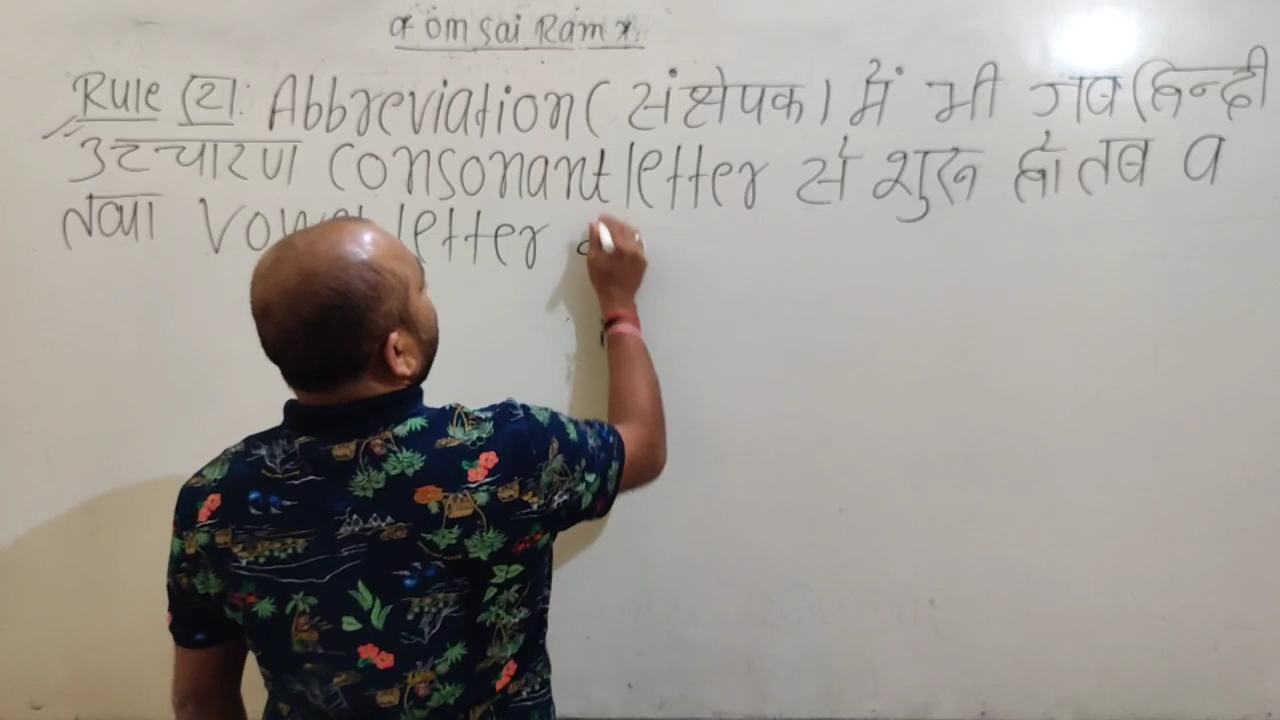 x om sai Ram x
Rule (2): Abbreviation (संक्षेपक) में भी जब (हिन्दी
उच्चारण consonant letter से शुरू हो तब a
तथा Vowel letter